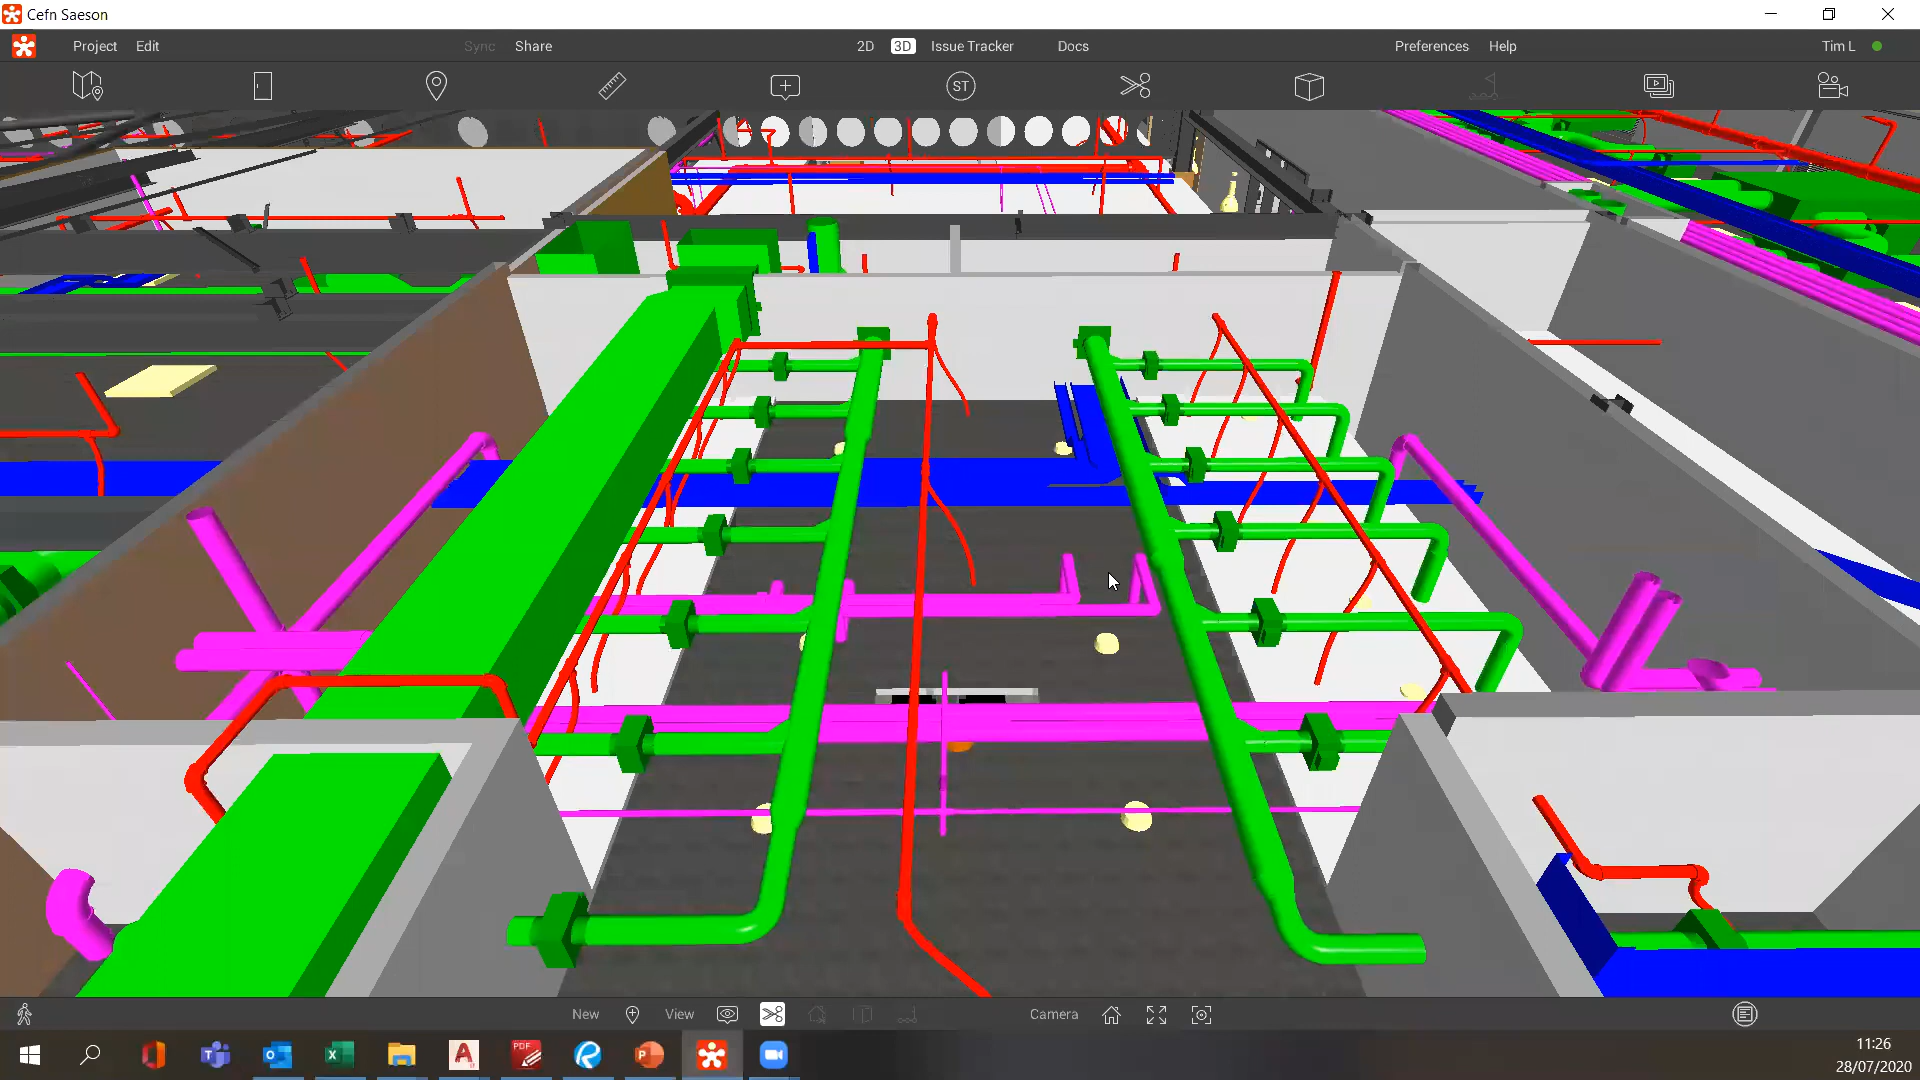 Cefn Saeson
Project Edit Sync Share 2D 3D Issue Tracker Docs Preferences Help Tim L
ST
New View Camera
PDF
11:26
28/07/2020